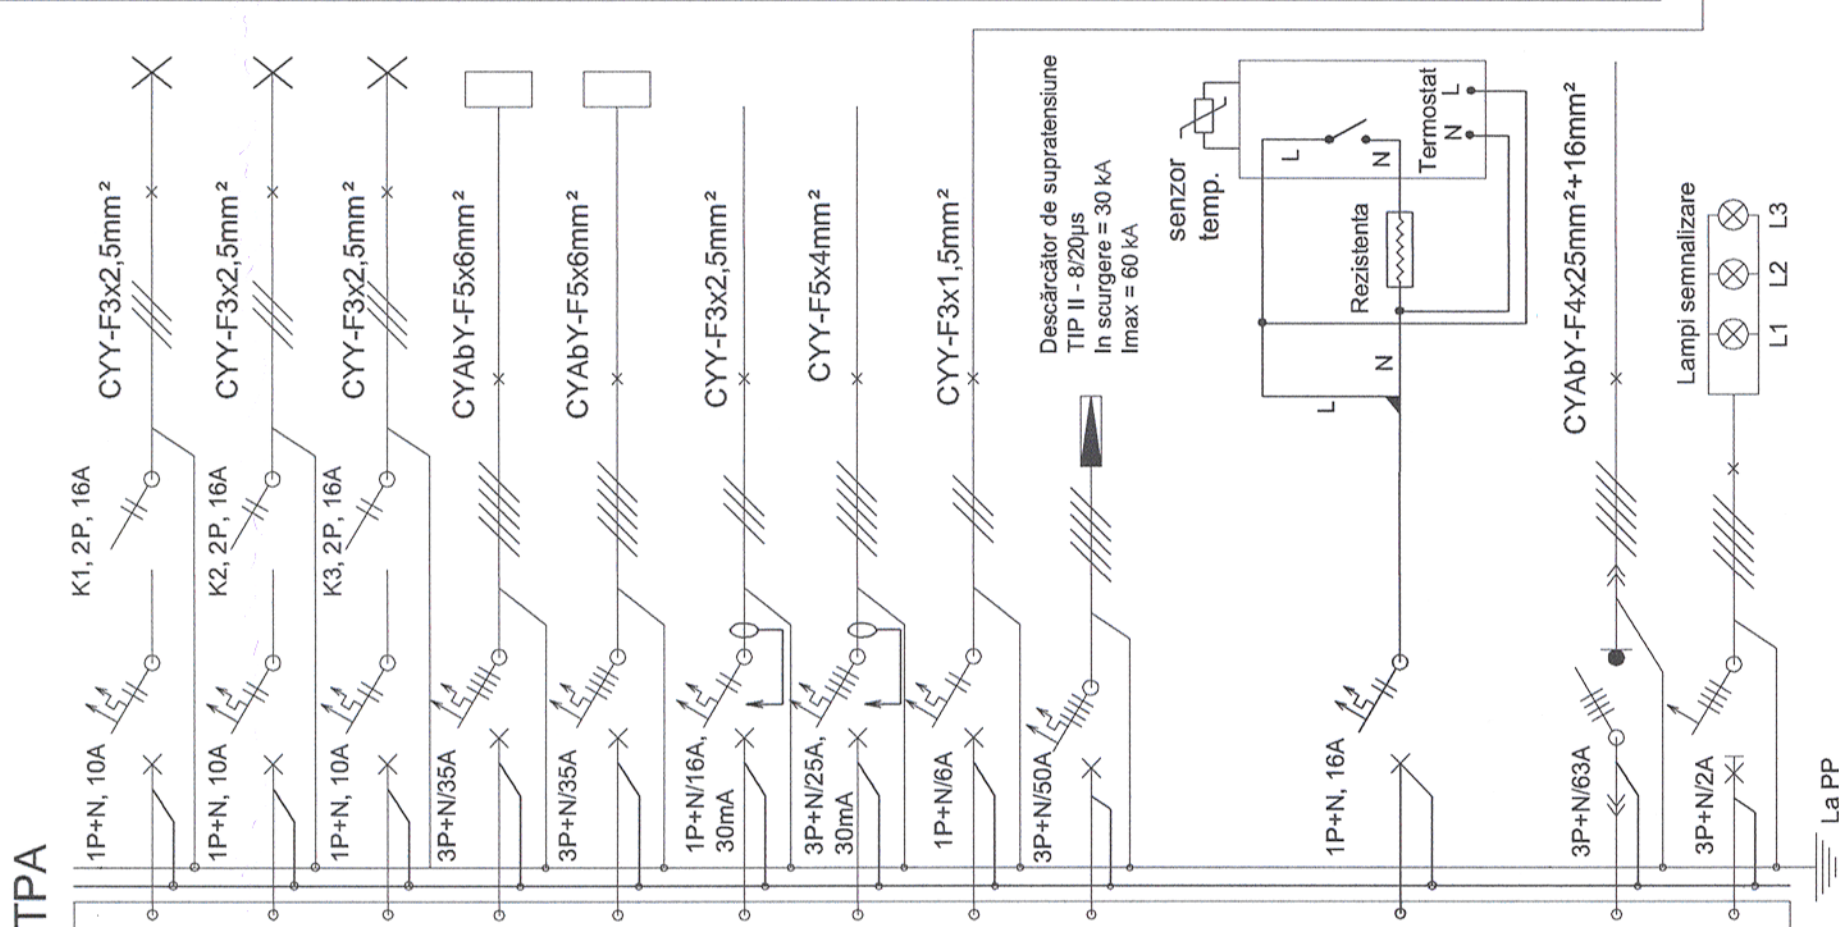 TPA
1P+N, 10A
K1, 2P, 16A
CYY-F3x2,5mm²
1P+N, 10A
K2, 2P, 16A
CYY-F3x2,5mm²
1P+N, 10A
K3, 2P, 16A
CYY-F3x2,5mm²
3P+N/35A
CYAbY-F5x6mm²
3P+N/35A
CYAbY-F5x6mm²
1P+N/16A,
30mA
CYY-F3x2,5mm²
3P+N/25A,
30mA
CYY-F5x4mm²
1P+N/6A
CYY-F3x1,5mm²
3P+N/50A
Descărcător de supratensiune
TIP II - 8/20µs
In scurgere = 30 kA
Imax = 60 kA
senzor
temp.
1P+N, 16A
L
N
Rezistenta
L
N
Termostat
N
L
3P+N/63A
CYAbY-F4x25mm²+16mm²
3P+N/2A
Lampi semnalizare
L1
L2
L3
La PP